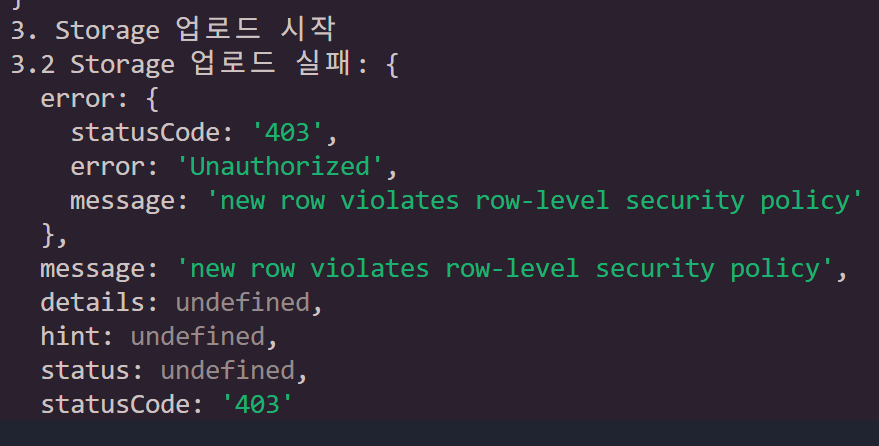 }
3. Storage 업로드 시작
3.2 Storage 업로드 실패: {
  error: {
    statusCode: '403',
    error: 'Unauthorized',
    message: 'new row violates row-level security policy'
  },
  message: 'new row violates row-level security policy',
  details: undefined,
  hint: undefined,
  status: undefined,
  statusCode: '403'